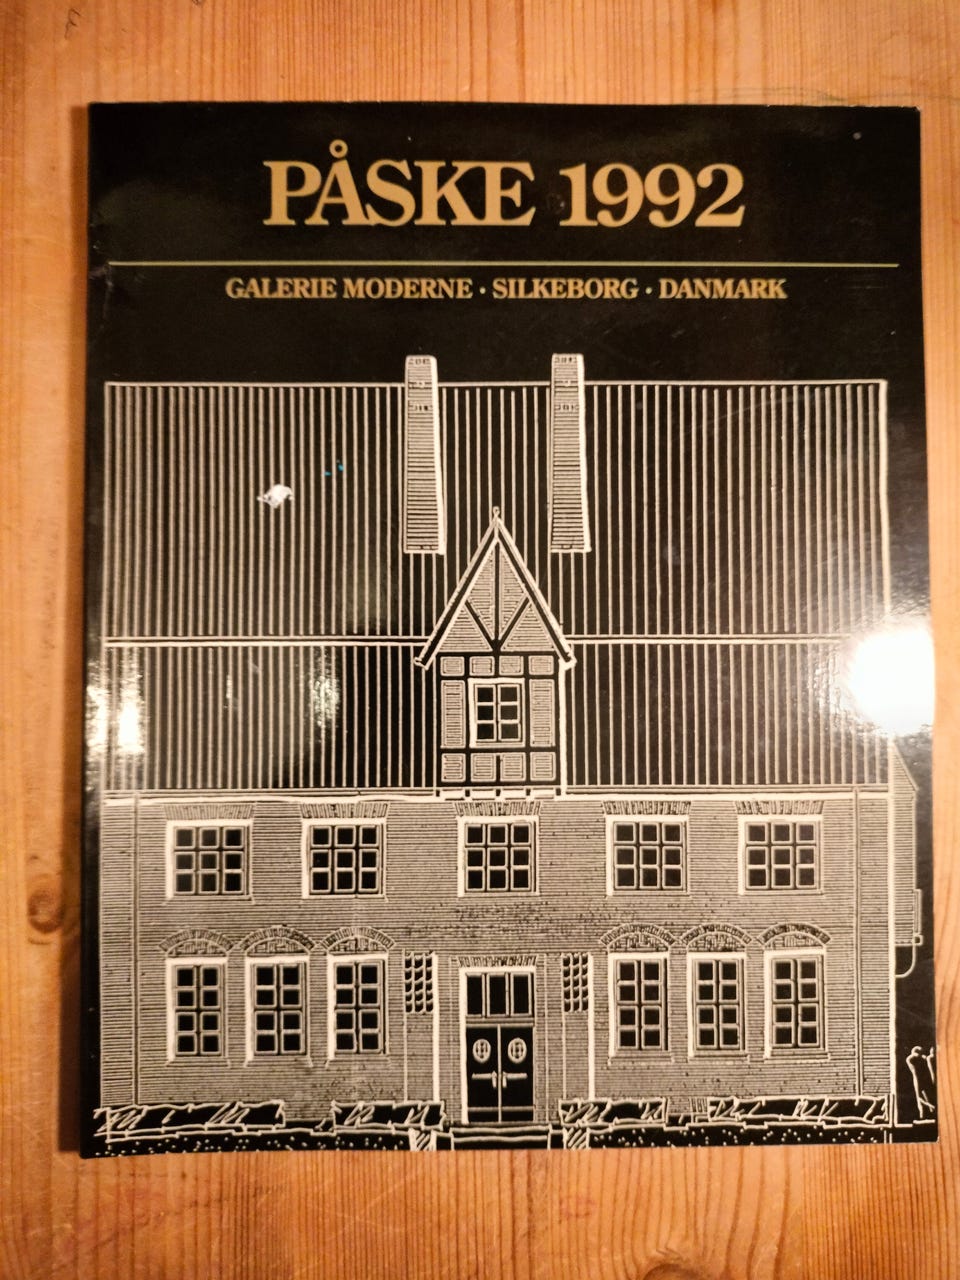 PÅSKE 1992
GALERIE MODERNE · SILKEBORG · DANMARK